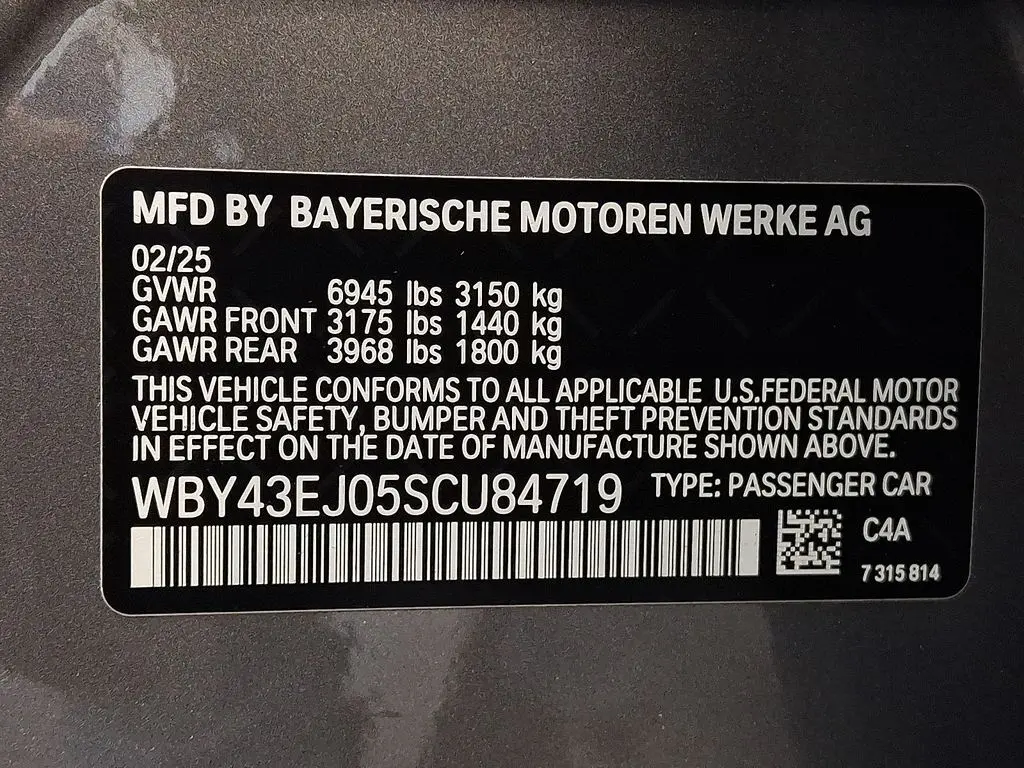 MFD BY BAYERISCHE MOTOREN WERKE AG
02/25
GVWR 6945 lbs 3150 kg
GAWR FRONT 3175 lbs 1440 kg
GAWR REAR 3968 lbs 1800 kg
THIS VEHICLE CONFORMS TO ALL APPLICABLE U.S.FEDERAL MOTOR
VEHICLE SAFETY, BUMPER AND THEFT PREVENTION STANDARDS
IN EFFECT ON THE DATE OF MANUFACTURE SHOWN ABOVE.
WBY43EJ05SCU84719 TYPE: PASSENGER CAR
C4A
7 315 814